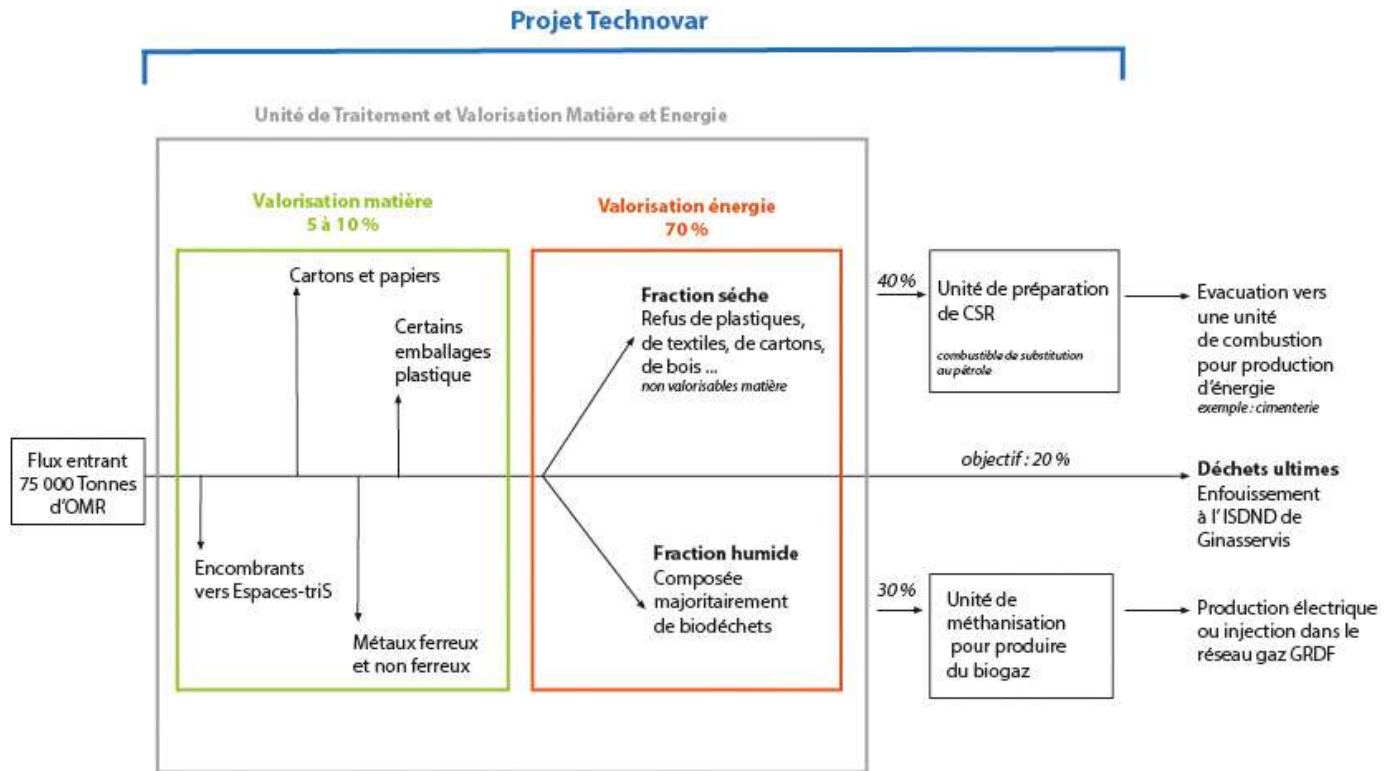 Projet Technovar
Unité de Traitement et Valorisation Matière et Energie
Valorisation matière
5 à 10 %
Valorisation énergie
70 %
Cartons et papiers
Certains
emballages
plastique
Fraction séche
Refus de plastiques,
de textiles, de cartons,
de bois ...
non valorisables matière
40 %
Unité de préparation
de CSR
combustible de substitution
au pétrole
Evacuation vers
une unité
de combustion
pour production
d'énergie
exemple : cimenterie
Flux entrant
75 000 Tonnes
d'OMR
objectif : 20 %
Déchets ultimes
Enfouissement
à l' ISDND de
Ginasservis
Encombrants
vers Espaces-triS
Métaux ferreux
et non ferreux
Fraction humide
Composée
majoritairement
de biodéchets
30 %
Unité de
méthanisation
pour produire
du biogaz
Production électrique
ou injection dans le
réseau gaz GRDF